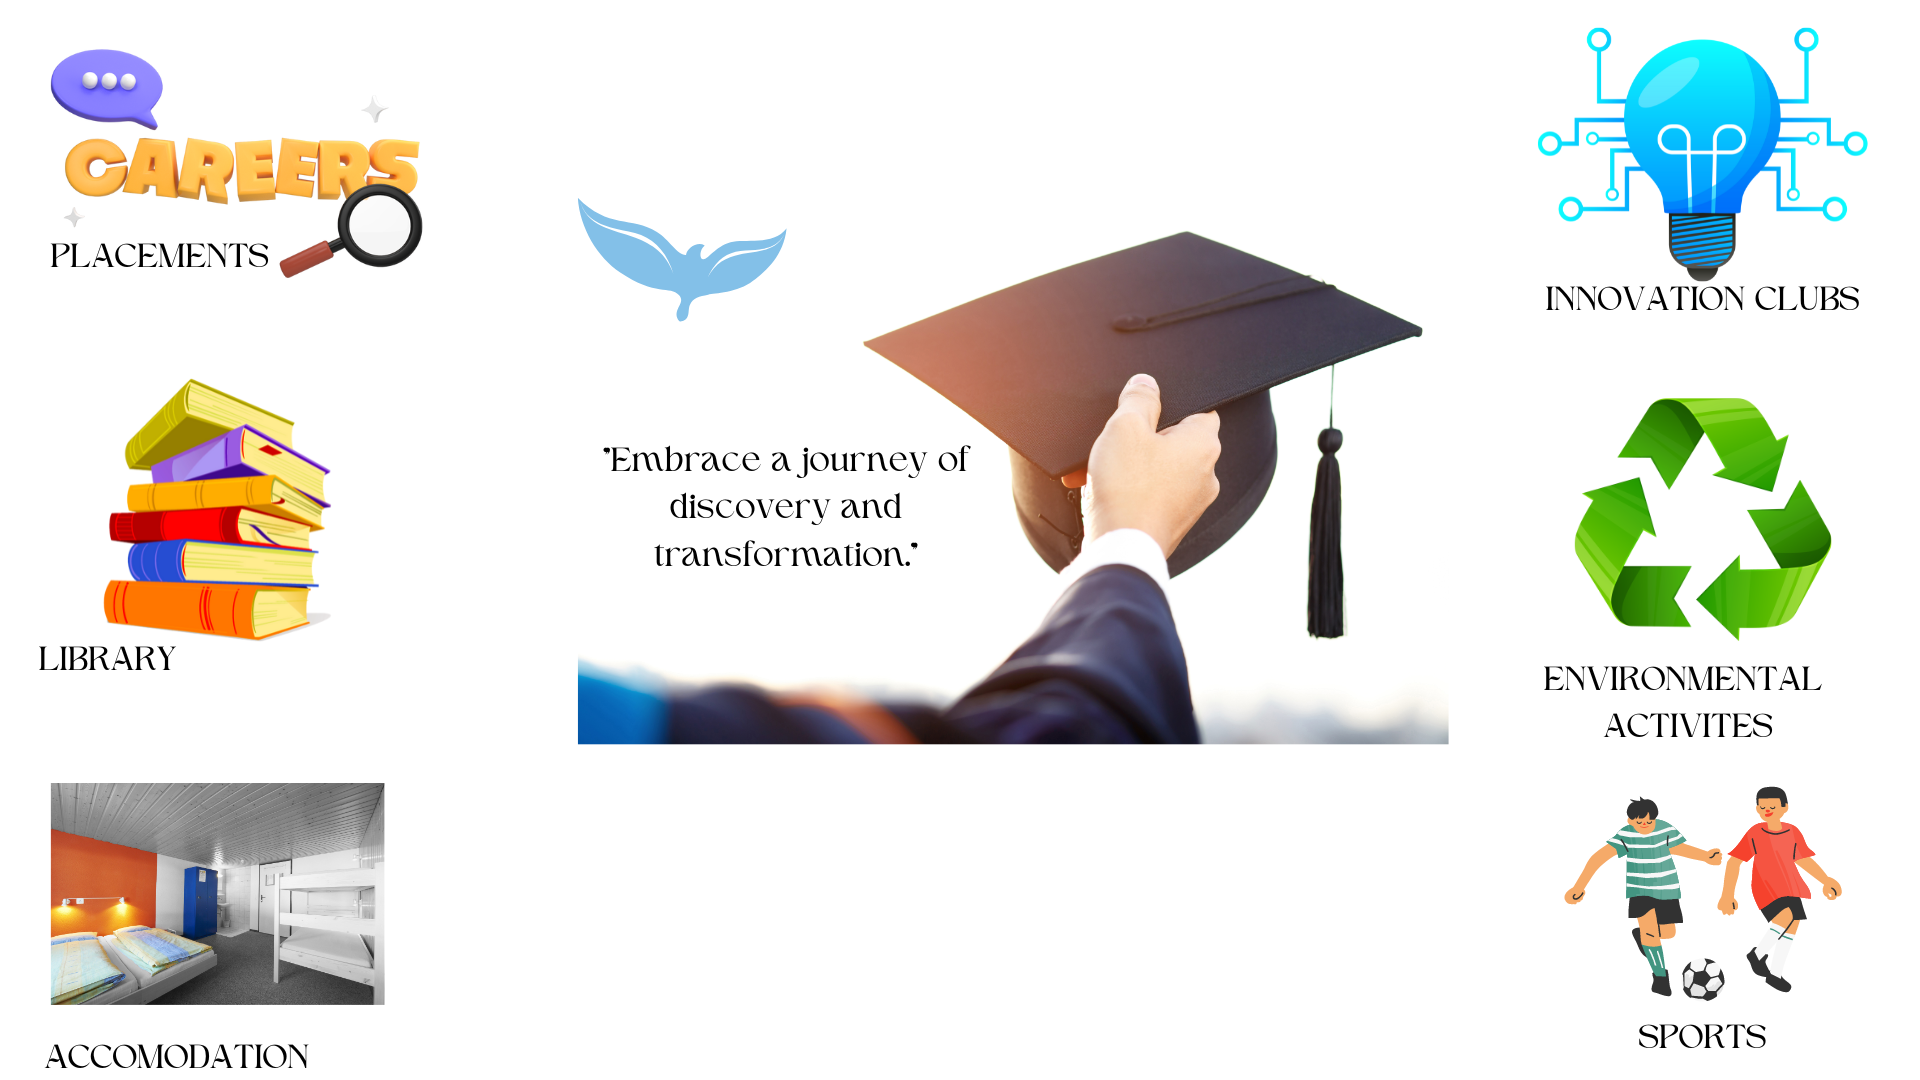 CAREERS
PLACEMENTS
LIBRARY
ACCOMODATION
"Embrace a journey of
discovery and
transformation."
INNOVATION CLUBS
ENVIRONMENTAL
ACTIVITES
SPORTS